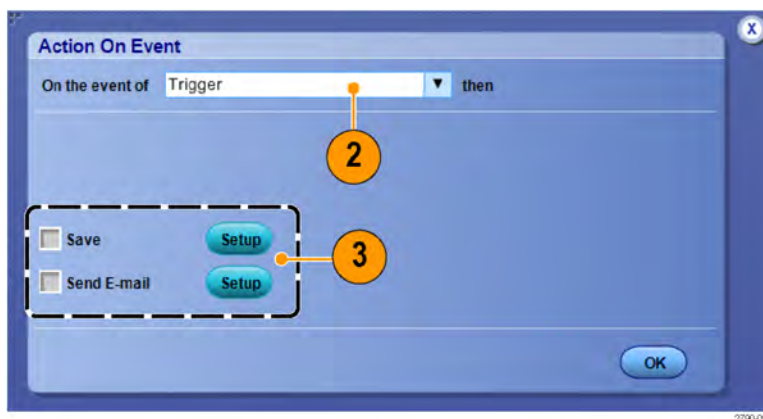 X
Action On Event
On the event of Trigger then
2
Save Setup
3
Send E-mail Setup
OK